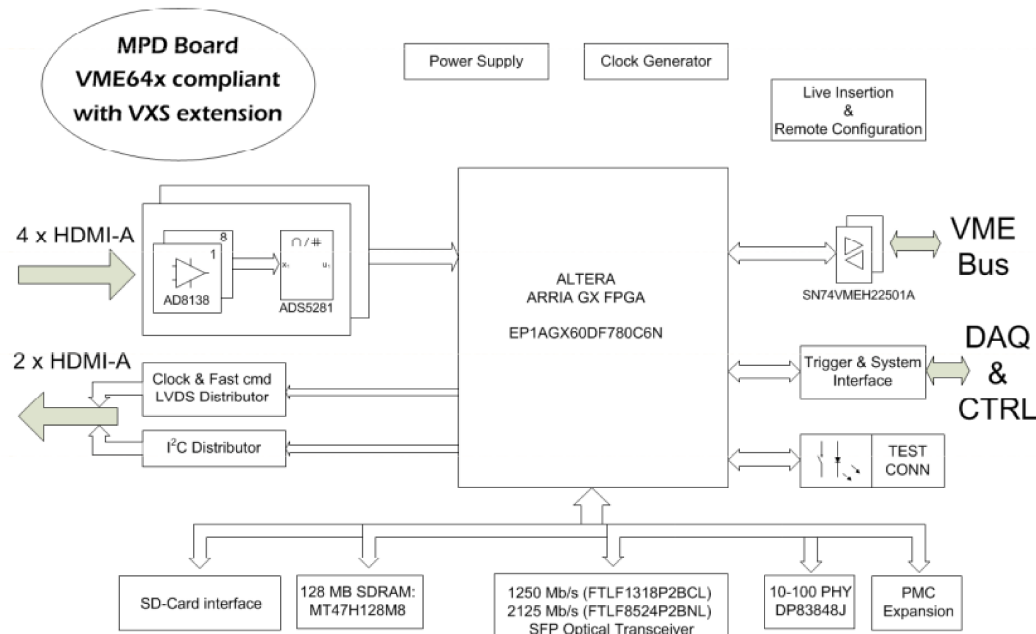 MPD Board
VME64x compliant
with VXS extension
Power Supply
Clock Generator
Live Insertion
&
Remote Configuration
4 x HDMI-A
8
1
AD8138
∩ / #
ADS5281
ALTERA
ARRIA GX FPGA
EP1AGX60DF780C6N
SN74VMEH22501A
VME
Bus
2 x HDMI-A
Clock & Fast cmd
LVDS Distributor
I²C Distributor
Trigger & System
Interface
DAQ
&
CTRL
TEST
CONN
SD-Card interface
128 MB SDRAM:
MT47H128M8
1250 Mb/s (FTLF1318P2BCL)
2125 Mb/s (FTLF8524P2BNL)
SFP Optical Transceiver
10-100 PHY
DP83848J
PMC
Expansion